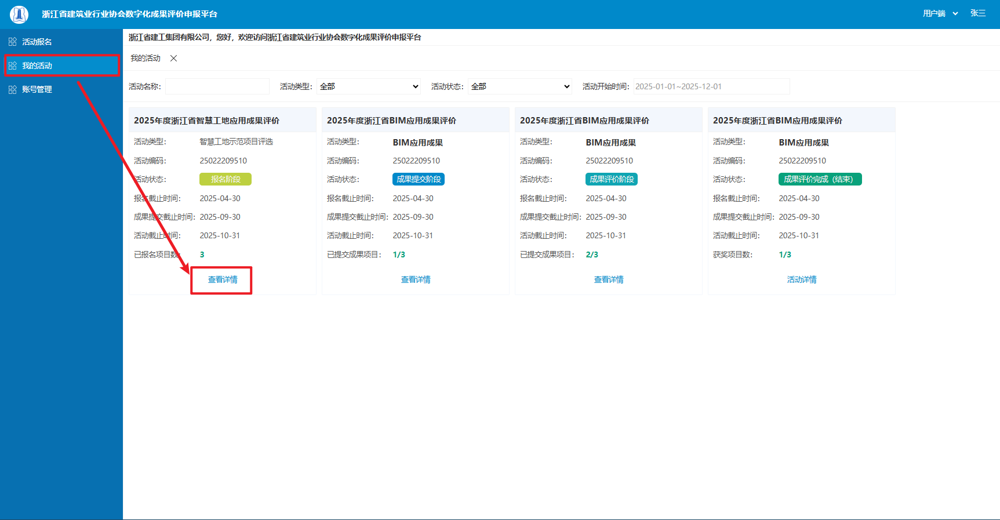 浙江省建筑业行业协会数字化成果评价申报平台
用户端
张三
活动报名
我的活动
账号管理
浙江省建工集团有限公司，您好，欢迎访问浙江省建筑业行业协会数字化成果评价申报平台
我的活动
活动名称：
活动类型： 全部
活动状态： 全部
活动开始时间： 2025-01-01~2025-12-01
2025年度浙江省智慧工地应用成果评价
活动类型： 智慧工地示范项目评选
活动编码： 25022209510
活动状态： 报名阶段
报名截止时间： 2025-04-30
成果提交截止时间： 2025-09-30
活动截止时间： 2025-10-31
已报名项目数： 3
查看详情
2025年度浙江省BIM应用成果评价
活动类型： BIM应用成果
活动编码： 25022209510
活动状态： 成果提交阶段
报名截止时间： 2025-04-30
成果提交截止时间： 2025-09-30
活动截止时间： 2025-10-31
已提交成果项目： 1/3
查看详情
2025年度浙江省BIM应用成果评价
活动类型： BIM应用成果
活动编码： 25022209510
活动状态： 成果评价阶段
报名截止时间： 2025-04-30
成果提交截止时间： 2025-09-30
活动截止时间： 2025-10-31
已提交成果项目： 2/3
查看详情
2025年度浙江省BIM应用成果评价
活动类型： BIM应用成果
活动编码： 25022209510
活动状态： 成果评价完成（结束）
报名截止时间： 2025-04-30
成果提交截止时间： 2025-09-30
活动截止时间： 2025-10-31
获奖项目数： 1/3
活动详情